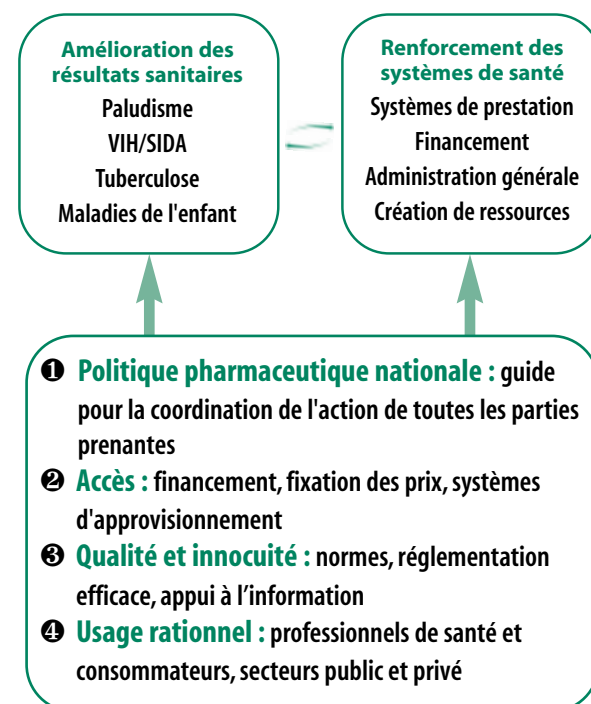 Amélioration des
résultats sanitaires
Paludisme
VIH/SIDA
Tuberculose
Maladies de l'enfant
Renforcement des
systèmes de santé
Systèmes de prestation
Financement
Administration générale
Création de ressources
❶ Politique pharmaceutique nationale : guide
pour la coordination de l'action de toutes les parties
prenantes
❷ Accès : financement, fixation des prix, systèmes
d'approvisionnement
❸ Qualité et innocuité : normes, réglementation
efficace, appui à l’information
❹ Usage rationnel : professionnels de santé et
consommateurs, secteurs public et privé